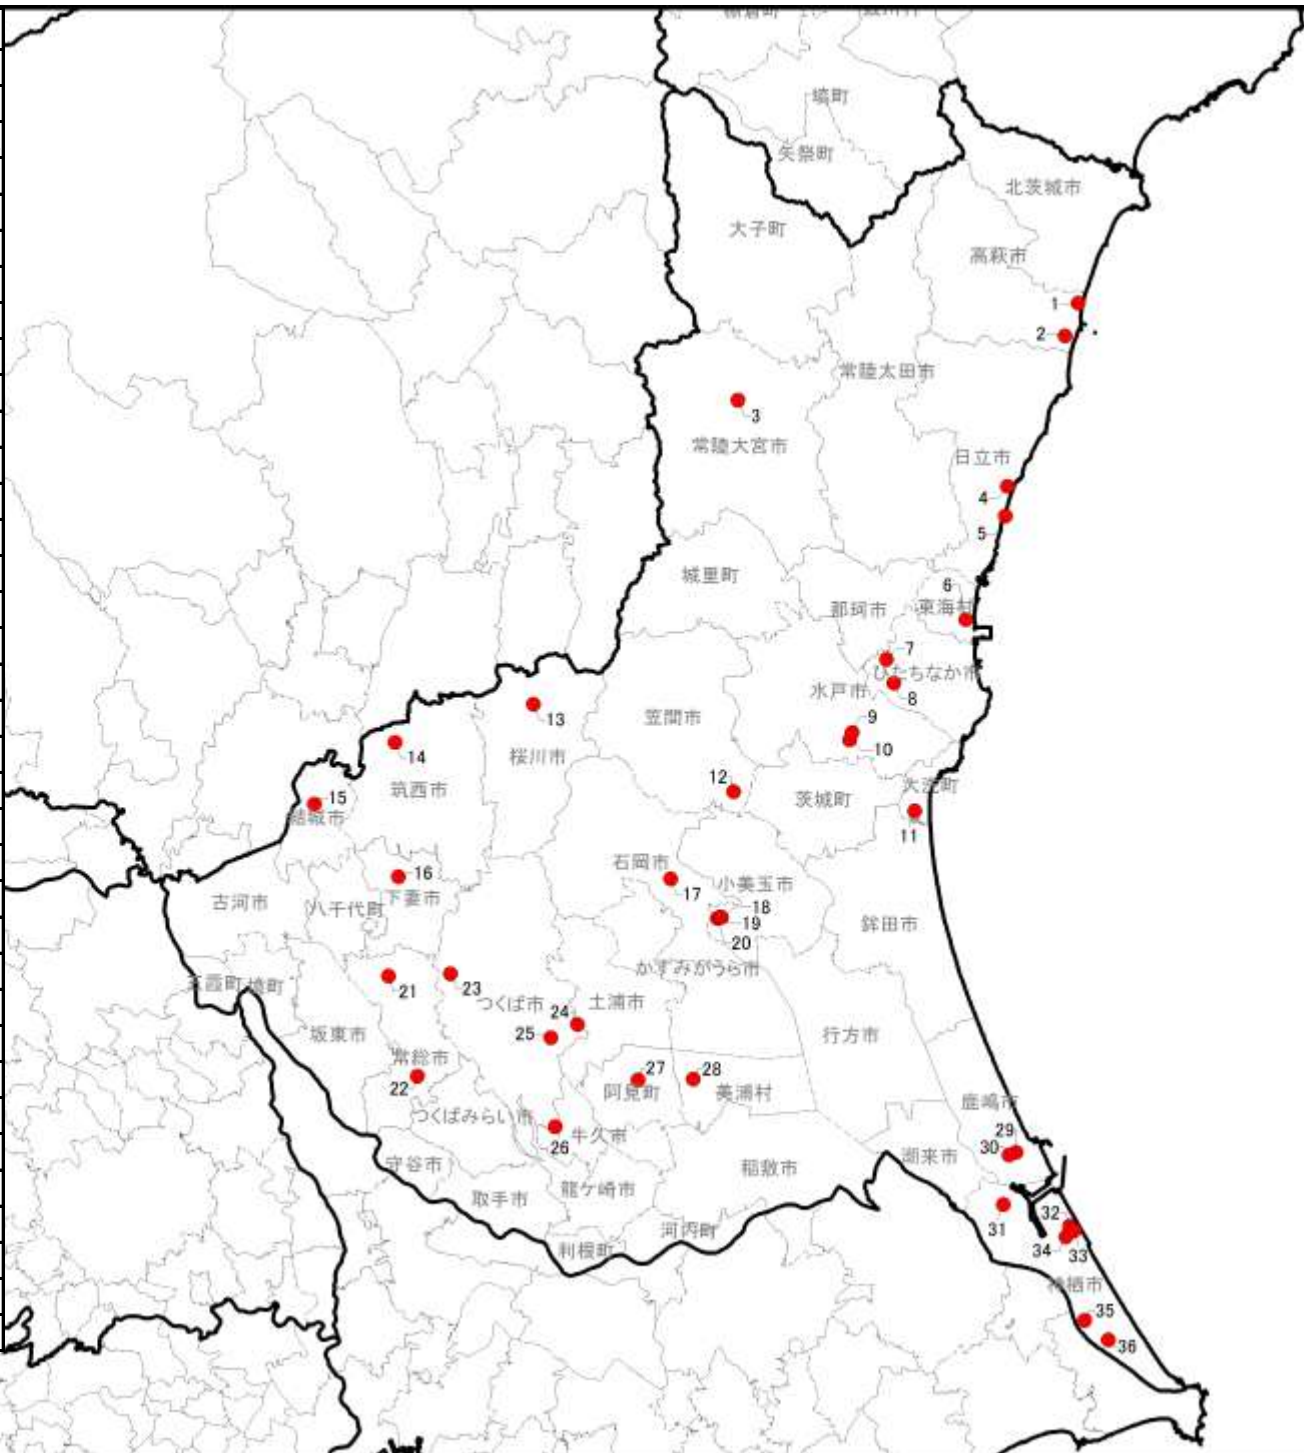 塙町
矢祭町
北茨城市
大子町
高萩市
1
2
常陸太田市
3
常陸大宮市
日立市
4
5
城里町
6
那珂市
東海村
7
ひたちなか市
水戸市
8
9
10
13
笠間市
14
桜川市
12
大洗町
筑西市
15
茨城町
結城市
11
石岡市
16
17
小美玉市
下妻市
古河市
八千代町
18
19
20
鉾田市
かすみがうら市
五霞町
境町
21
23
つくば市
土浦市
24
25
坂東市
行方市
常総市
22
27
28
阿見町
美浦村
鹿嶋市
つくばみらい市
29
牛久市
26
30
潮来市
守谷市
稲敷市
龍ケ崎市
取手市
31
32
河内町
利根町
34
33
神栖市
35
36